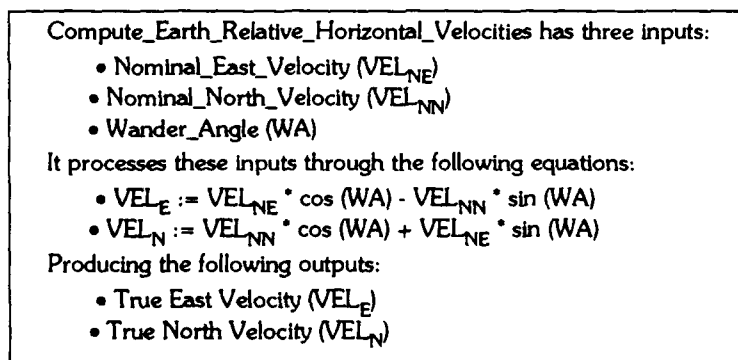 Compute_Earth_Relative_Horizontal_Velocities has three inputs:
• Nominal_East_Velocity (VEL_NE)
• Nominal_North_Velocity (VEL_NN)
• Wander_Angle (WA)
It processes these inputs through the following equations:
• VEL_E := VEL_NE * cos (WA) - VEL_NN * sin (WA)
• VEL_N := VEL_NN * cos (WA) + VEL_NE * sin (WA)
Producing the following outputs:
• True East Velocity (VEL_E)
• True North Velocity (VEL_N)